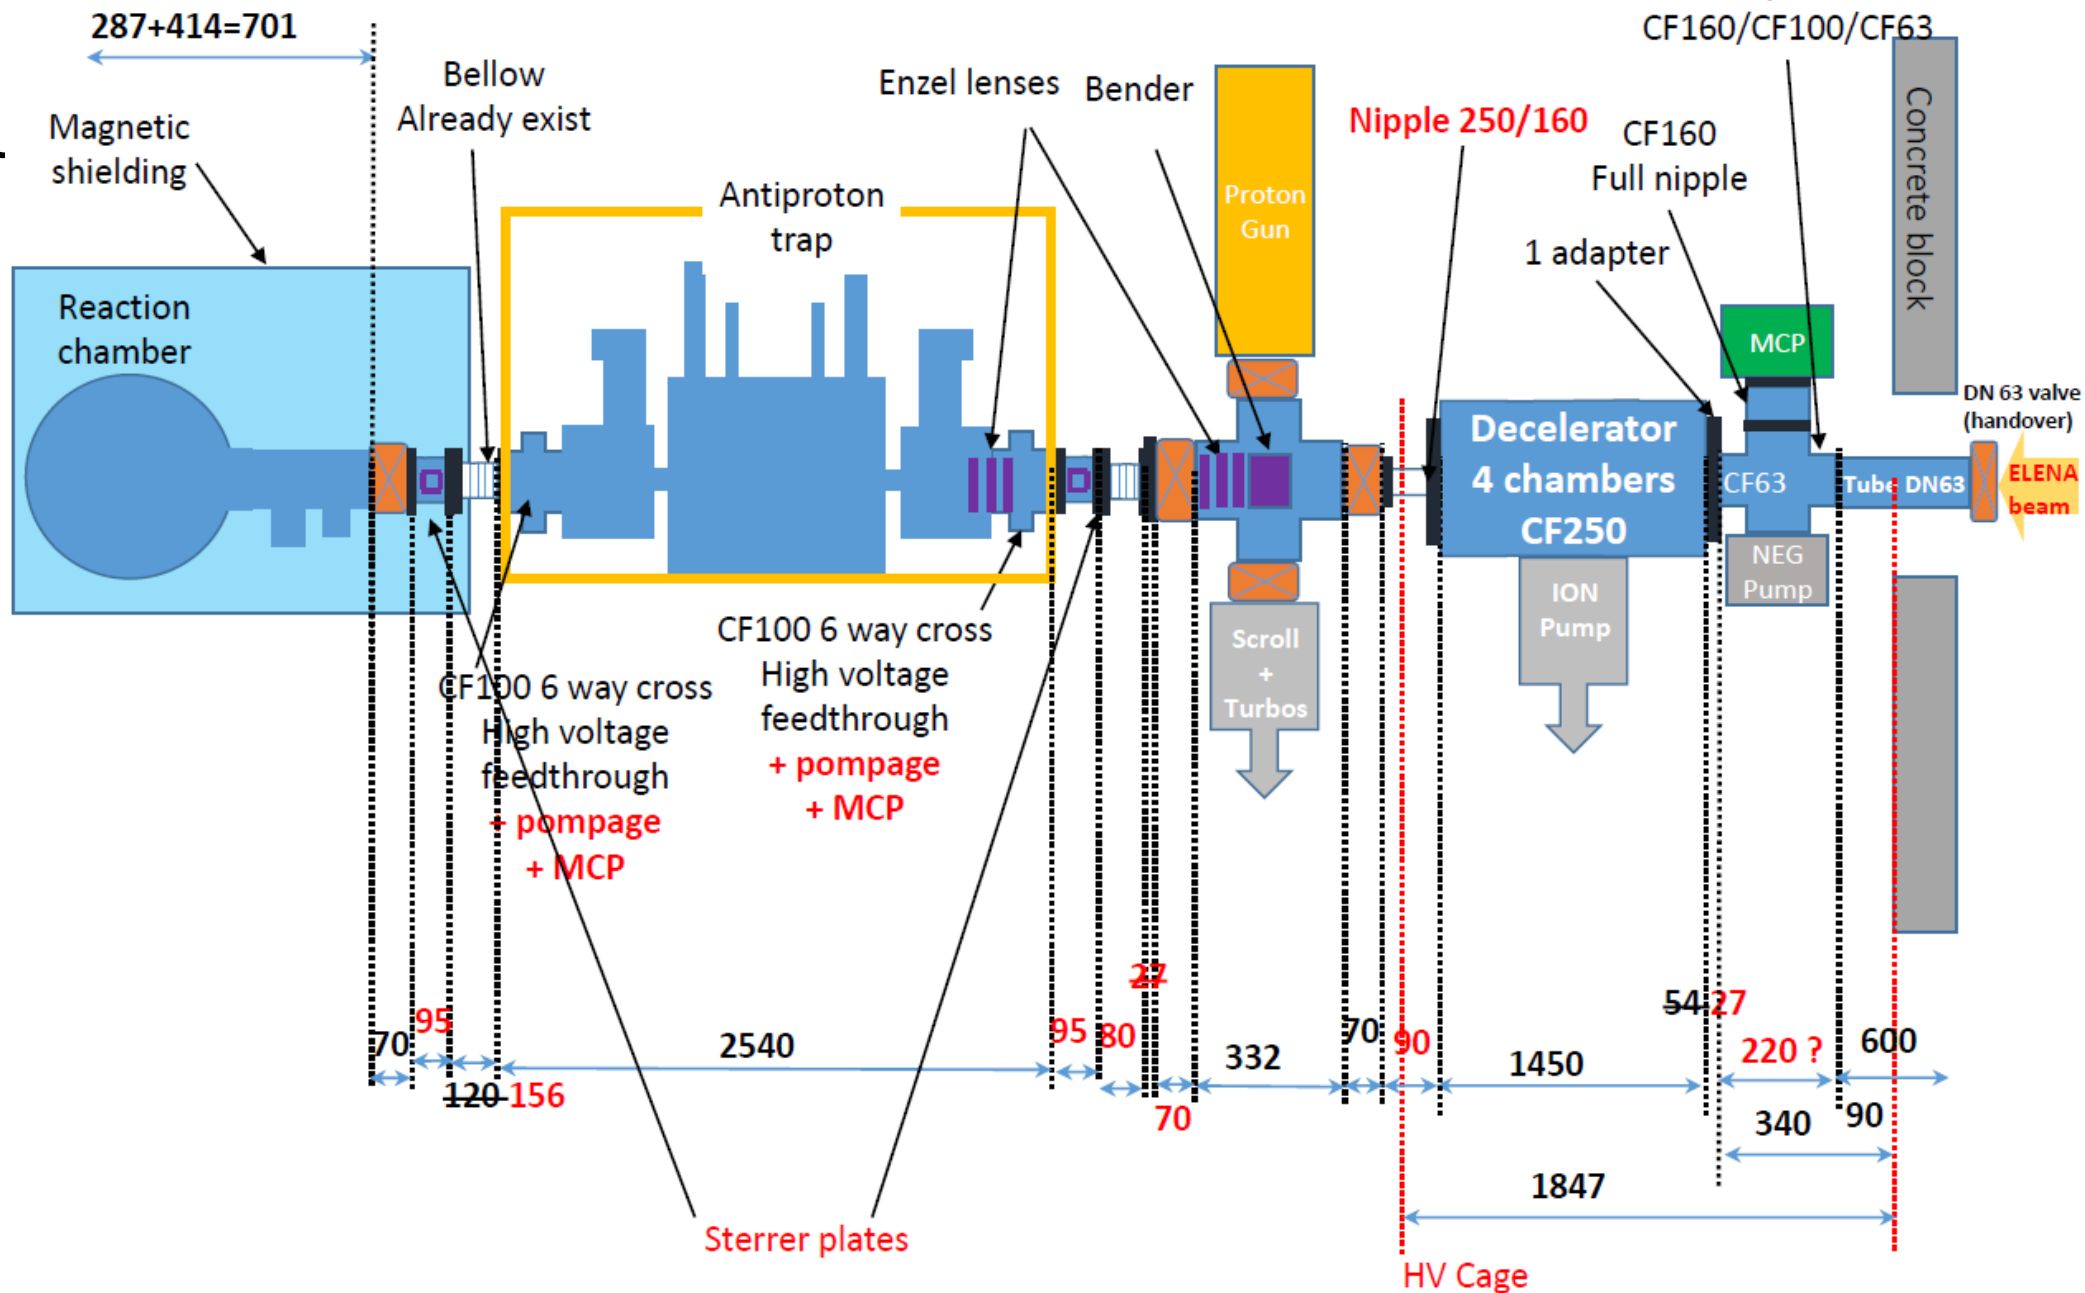 287+414=701
CF160/CF100/CF63
Bellow
Already exist
Enzel lenses
Bender
Nipple 250/160
CF160
Full nipple
Magnetic
shielding
Concrete block
Antiproton
trap
Proton
Gun
1 adapter
Reaction
chamber
MCP
DN 63 valve
(handover)
Decelerator
4 chambers
CF250
CF63
Tube DN63
ELENA
beam
NEG
Pump
ION
Pump
Scroll
+
Turbos
CF100 6 way cross
High voltage
feedthrough
+ pompage
+ MCP
CF100 6 way cross
High voltage
feedthrough
+ pompage
+ MCP
27
54 27
70
95
2540
95
80
332
70
90
1450
220 ?
600
120 156
70
340
90
1847
Sterrer plates
HV Cage